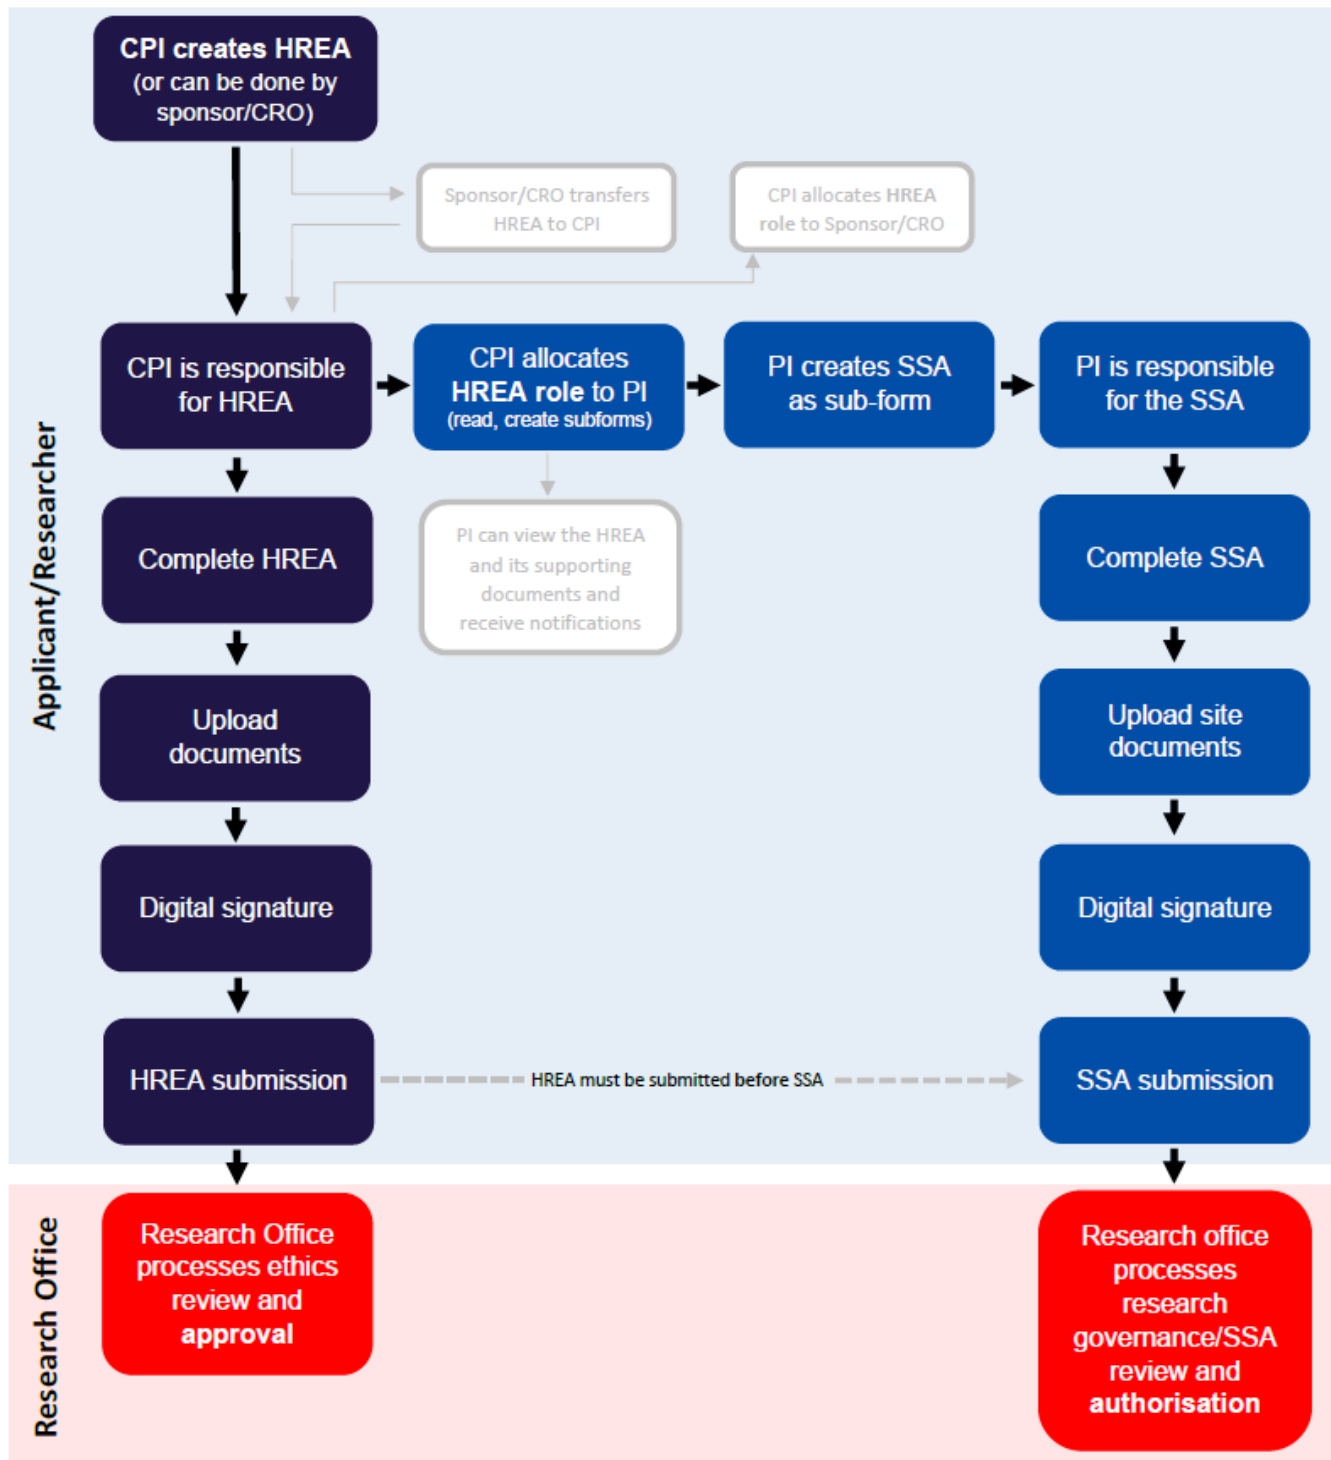 CPI creates HREA
(or can be done by
sponsor/CRO)
Sponsor/CRO transfers
HREA to CPI
CPI allocates HREA
role to Sponsor/CRO
CPI is responsible
for HREA
CPI allocates
HREA role to PI
(read, create subforms)
PI creates SSA
as sub-form
PI is responsible
for the SSA
PI can view the HREA
and its supporting
documents and
receive notifications
Complete HREA
Complete SSA
Applicant/Researcher
Upload
documents
Upload site
documents
Digital signature
Digital signature
HREA submission
HREA must be submitted before SSA
SSA submission
Research Office
Research Office
processes ethics
review and
approval
Research office
processes
research
governance/SSA
review and
authorisation